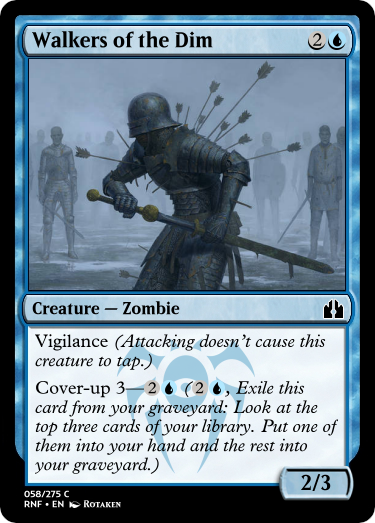 Walkers of the Dim 2
Creature — Zombie
Vigilance (Attacking doesn't cause this
creature to tap.)
Cover-up 3—2 (2, Exile this
card from your graveyard: Look at the
top three cards of your library. Put one of
them into your hand and the rest into
your graveyard.)
2/3
058/275 C
RNF • EN Rotaken